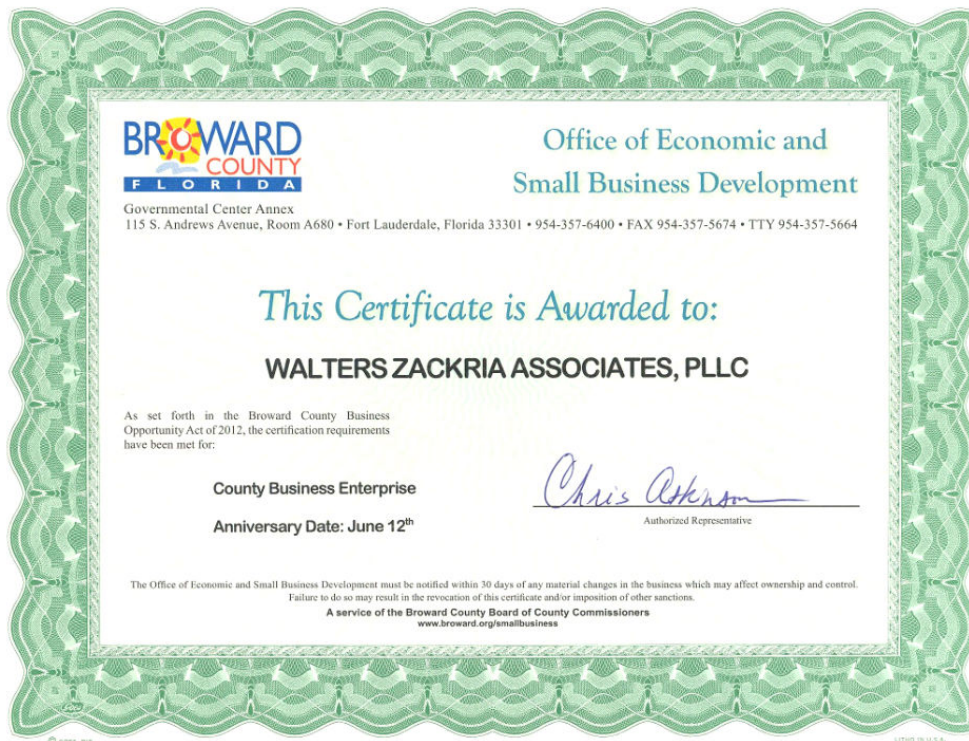 BROWARD
COUNTY
FLORIDA
Office of Economic and
Small Business Development
Governmental Center Annex
115 S. Andrews Avenue, Room A680 • Fort Lauderdale, Florida 33301 • 954-357-6400 • FAX 954-357-5674 • TTY 954-357-5664
This Certificate is Awarded to:
WALTERS ZACKRIA ASSOCIATES, PLLC
As set forth in the Broward County Business
Opportunity Act of 2012, the certification requirements
have been met for:
County Business Enterprise
Anniversary Date: June 12th
Chris Atkinson
Authorized Representative
The Office of Economic and Small Business Development must be notified within 30 days of any material changes in the business which may affect ownership and control.
Failure to do so may result in the revocation of this certificate and/or imposition of other sanctions.
A service of the Broward County Board of County Commissioners
www.broward.org/smallbusiness
LITHO IN U.S.A.